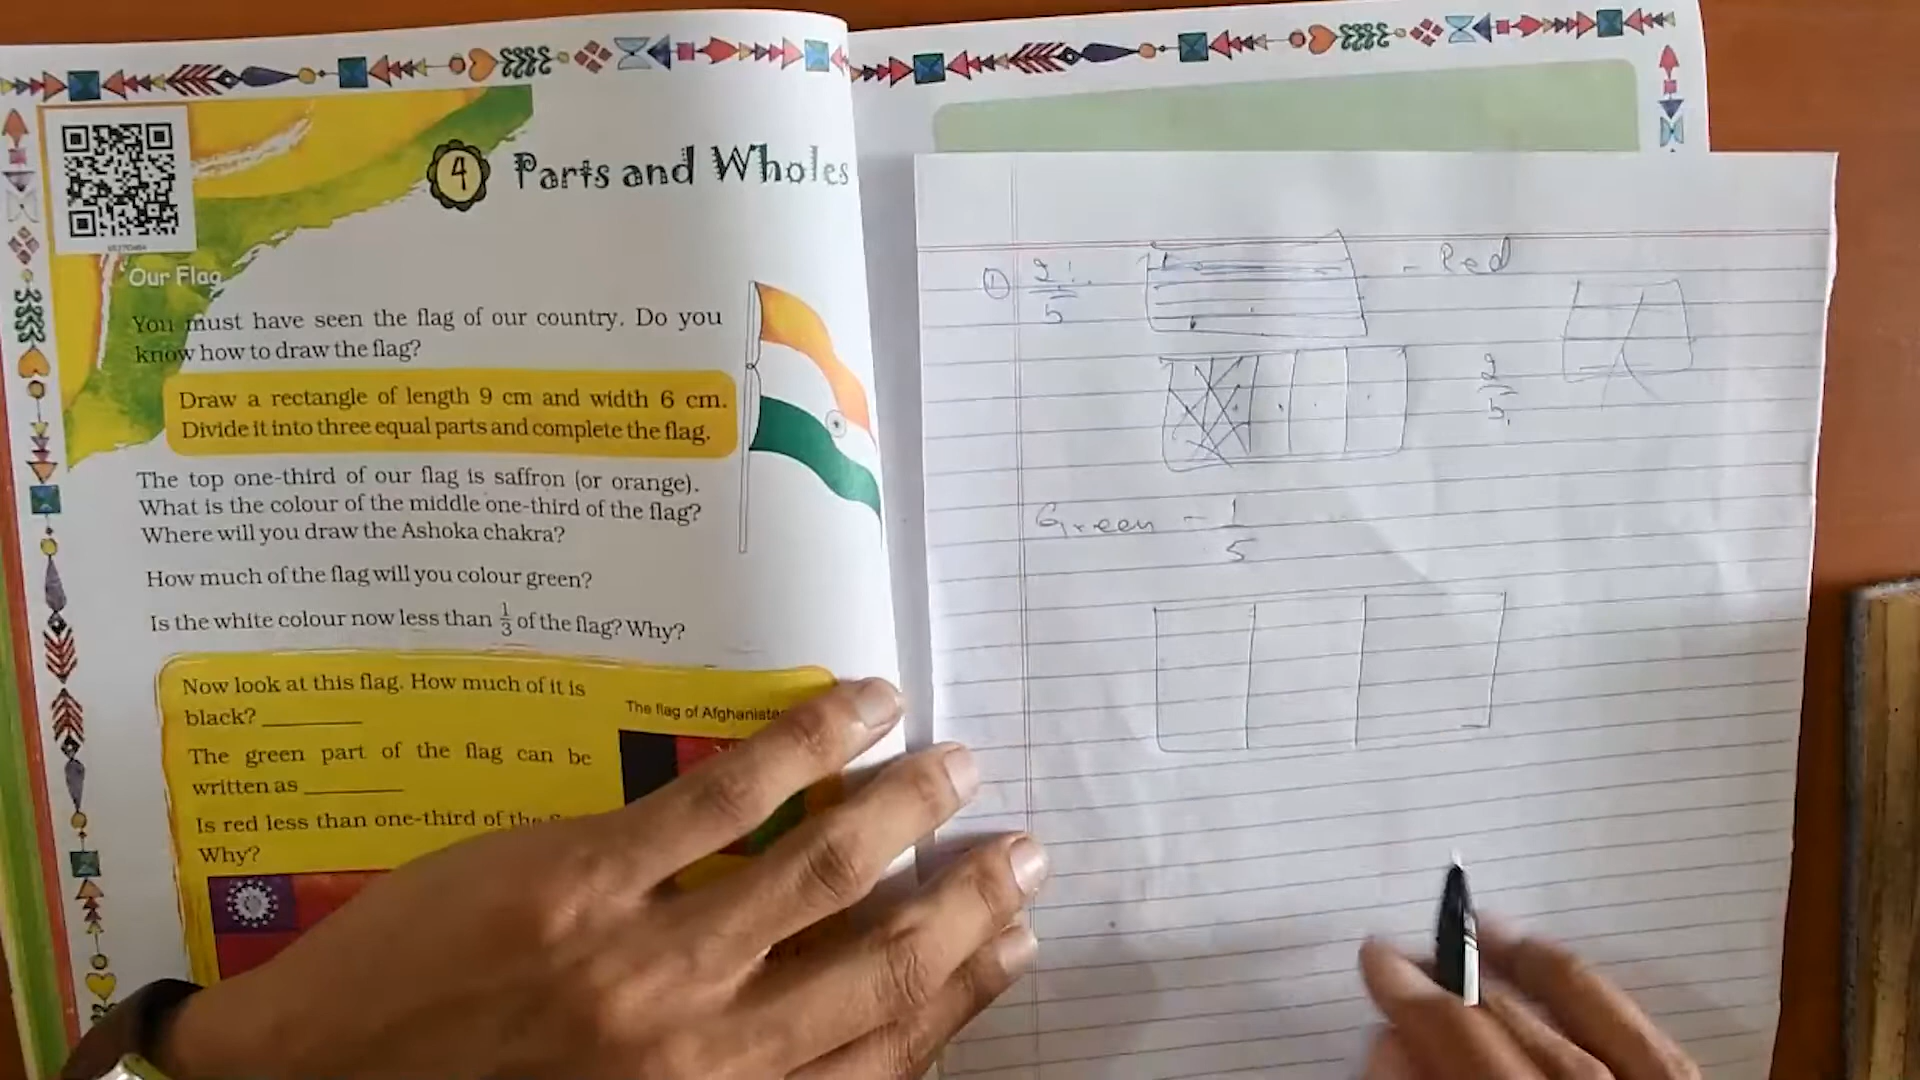 4 Parts and Wholes
Our Flag
You must have seen the flag of our country. Do you
know how to draw the flag?
Draw a rectangle of length 9 cm and width 6 cm.
Divide it into three equal parts and complete the flag.
The top one-third of our flag is saffron (or orange).
What is the colour of the middle one-third of the flag?
Where will you draw the Ashoka chakra?
How much of the flag will you colour green?
Is the white colour now less than 1/3 of the flag? Why?
Now look at this flag. How much of it is
black? ________
The green part of the flag can be
written as ________
Is red less than one-third of the
Why?
The flag of
① 2/5 - Red
2/5
Green - 1/5